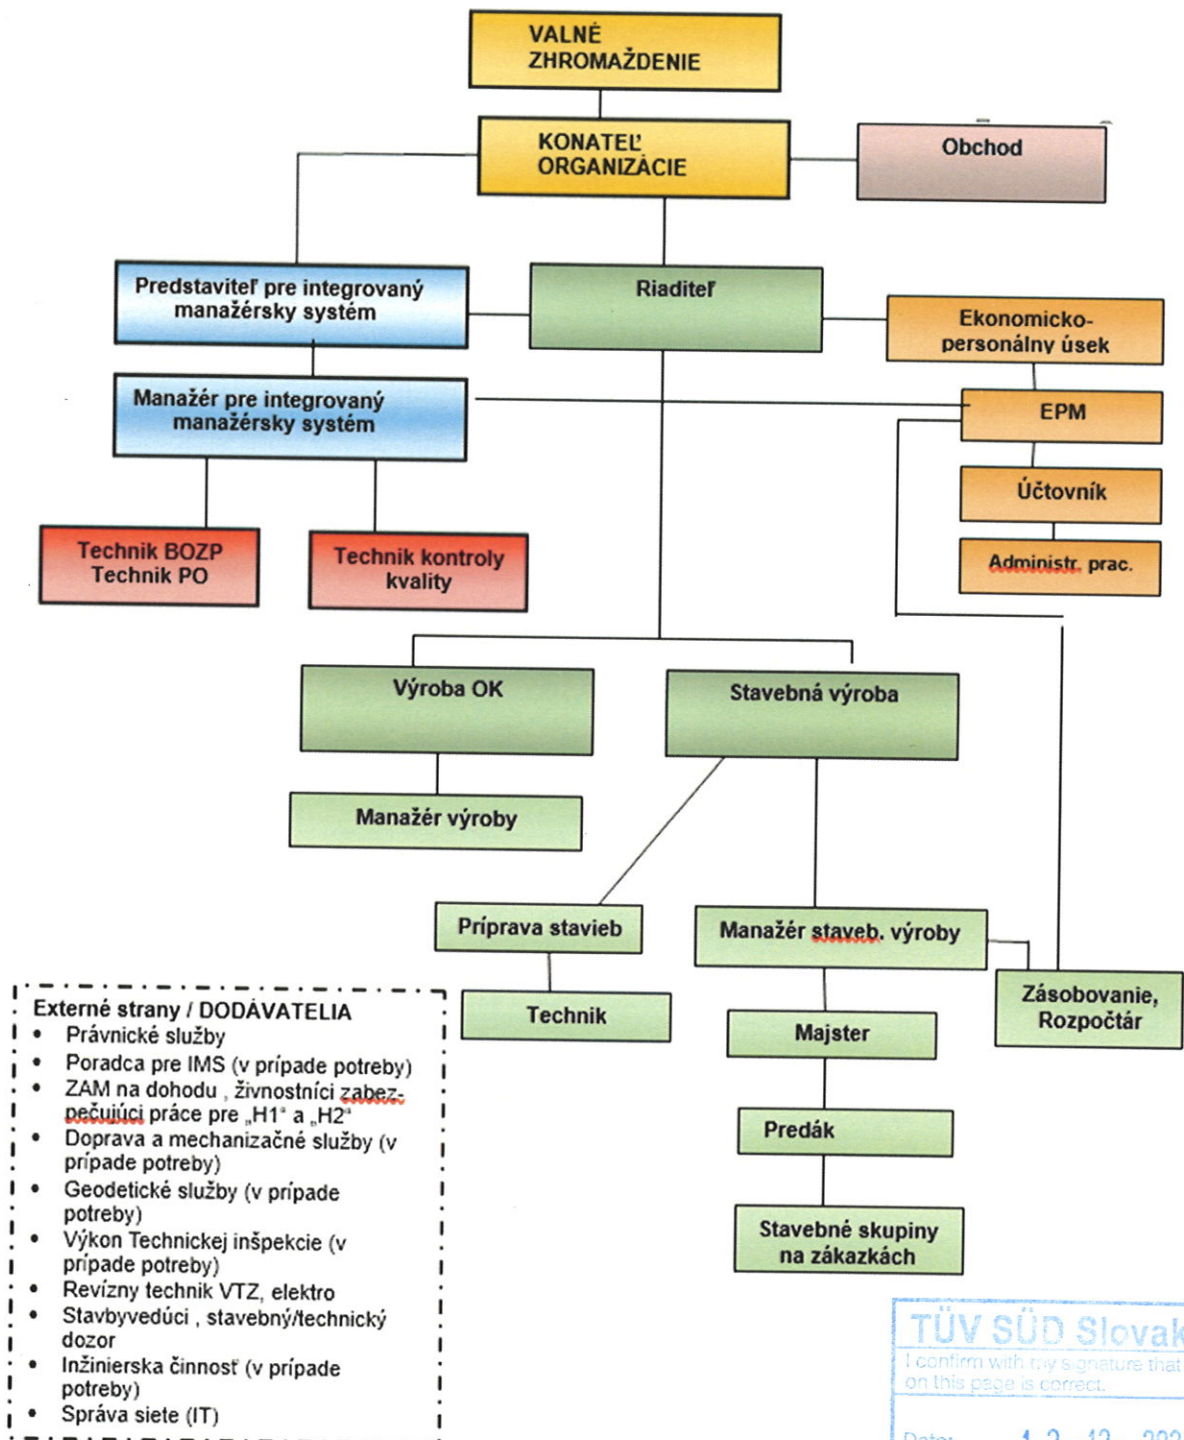 VALNÉ
ZHROMAŽDENIE
KONATEĽ
ORGANIZÁCIE
Obchod
Predstaviteľ pre integrovaný
manažérsky systém
Riaditeľ
Ekonomicko-
personálny úsek
Manažér pre integrovaný
manažérsky systém
EPM
Účtovník
Administr. prac.
Technik BOZP
Technik PO
Technik kontroly
kvality
Výroba OK
Stavebná výroba
Manažér výroby
Príprava stavieb
Manažér staveb. výroby
Technik
Zásobovanie,
Rozpočtár
Majster
Predák
Stavebné skupiny
na zákazkách
Externé strany / DODÁVATELIA
• Právnické služby
• Poradca pre IMS (v prípade potreby)
• ZAM na dohodu , živnostníci zabez-
pečujúci práce pre „H1“ a „H2“
• Doprava a mechanizačné služby (v
prípade potreby)
• Geodetické služby (v prípade
potreby)
• Výkon Technickej inšpekcie (v
prípade potreby)
• Revízny technik VTZ, elektro
• Stavbyvedúci , stavebný/technický
dozor
• Inžinierska činnosť (v prípade
potreby)
• Správa siete (IT)
TÜV SÜD Slovak
I confirm with my signature that
on this page is correct.
Date: